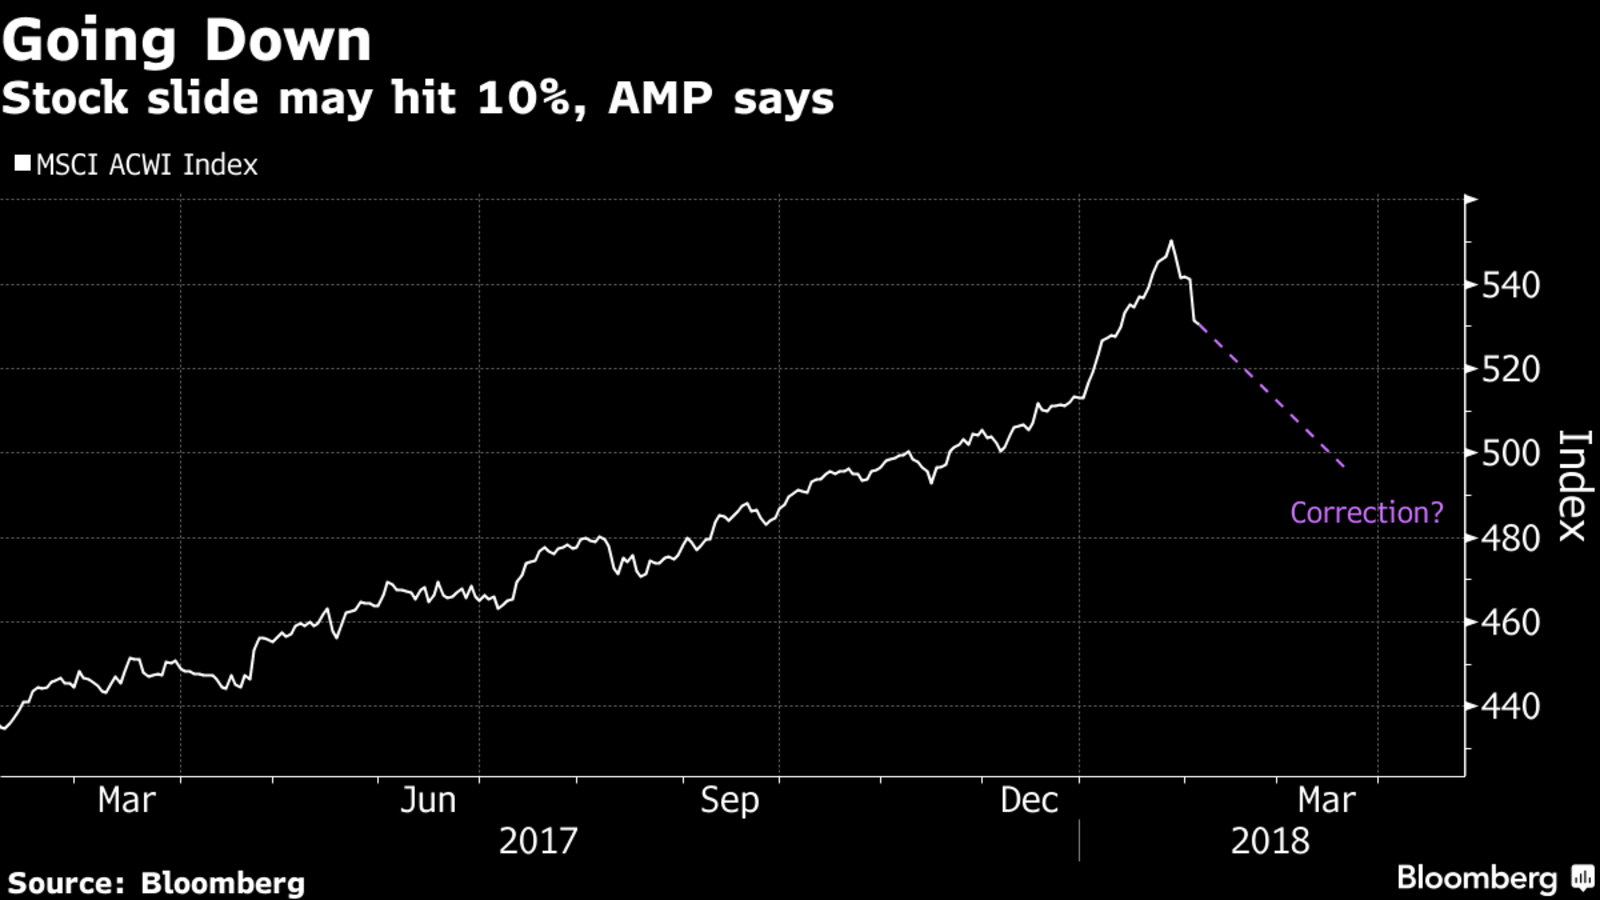 Going Down
Stock slide may hit 10%, AMP says
MSCI ACWI Index
540
520
500
480
460
440
Index
Correction?
Mar Jun Sep Dec Mar
2017 2018
Source: Bloomberg
Bloomberg